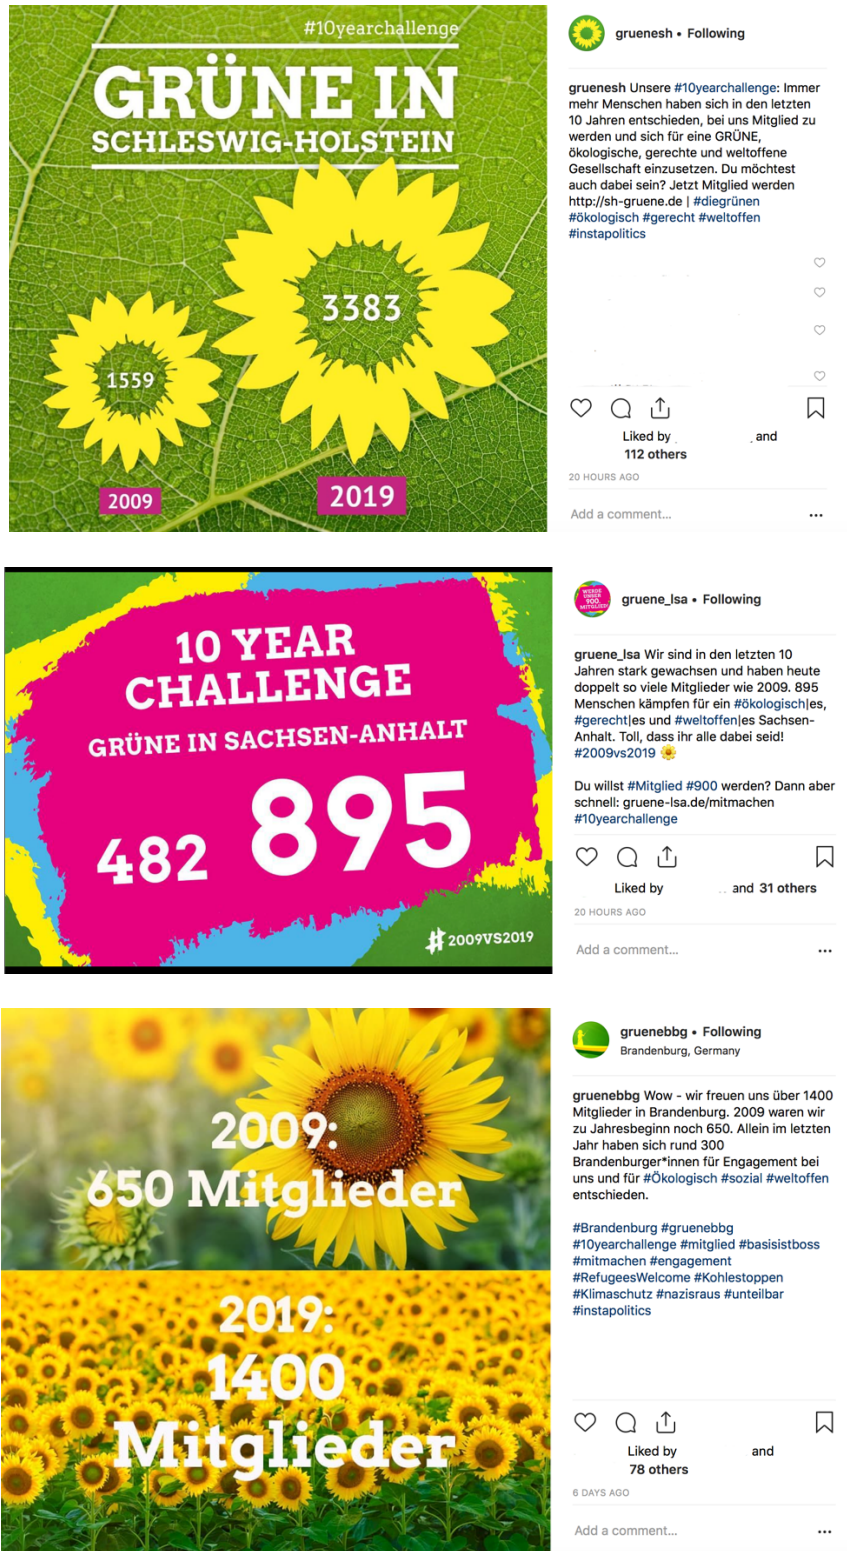 #10yearchallenge
GRÜNE IN
SCHLESWIG-HOLSTEIN
3383
1559
2009
2019
gruenesh • Following
gruenesh Unsere #10yearchallenge: Immer
mehr Menschen haben sich in den letzten
10 Jahren entschieden, bei uns Mitglied zu
werden und sich für eine GRÜNE,
ökologische, gerechte und weltoffene
Gesellschaft einzusetzen. Du möchtest
auch dabei sein? Jetzt Mitglied werden
http://sh-gruene.de | #diegrünen
#ökologisch #gerecht #weltoffen
#instapolitics
Liked by and
112 others
20 HOURS AGO
Add a comment...
10 YEAR
CHALLENGE
GRÜNE IN SACHSEN-ANHALT
482 895
#2009VS2019
WERDE
UNSER
900.
MITGLIED!
gruene_lsa • Following
gruene_lsa Wir sind in den letzten 10
Jahren stark gewachsen und haben heute
doppelt so viele Mitglieder wie 2009. 895
Menschen kämpfen für ein #ökologisch|es,
#gerecht|es und #weltoffen|es Sachsen-
Anhalt. Toll, dass ihr alle dabei seid!
#2009vs2019 🌼
Du willst #Mitglied #900 werden? Dann aber
schnell: gruene-lsa.de/mitmachen
#10yearchallenge
Liked by and 31 others
20 HOURS AGO
Add a comment...
2009:
650 Mitglieder
2019:
1400
Mitglieder
gruenebbg • Following
Brandenburg, Germany
gruenebbg Wow - wir freuen uns über 1400
Mitglieder in Brandenburg. 2009 waren wir
zu Jahresbeginn noch 650. Allein im letzten
Jahr haben sich rund 300
Brandenburger*innen für Engagement bei
uns und für #Ökologisch #sozial #weltoffen
entschieden.
#Brandenburg #gruenebbg
#10yearchallenge #mitglied #basisistboss
#mitmachen #engagement
#RefugeesWelcome #Kohlestoppen
#Klimaschutz #nazisraus #unteilbar
#instapolitics
Liked by and
78 others
6 DAYS AGO
Add a comment...